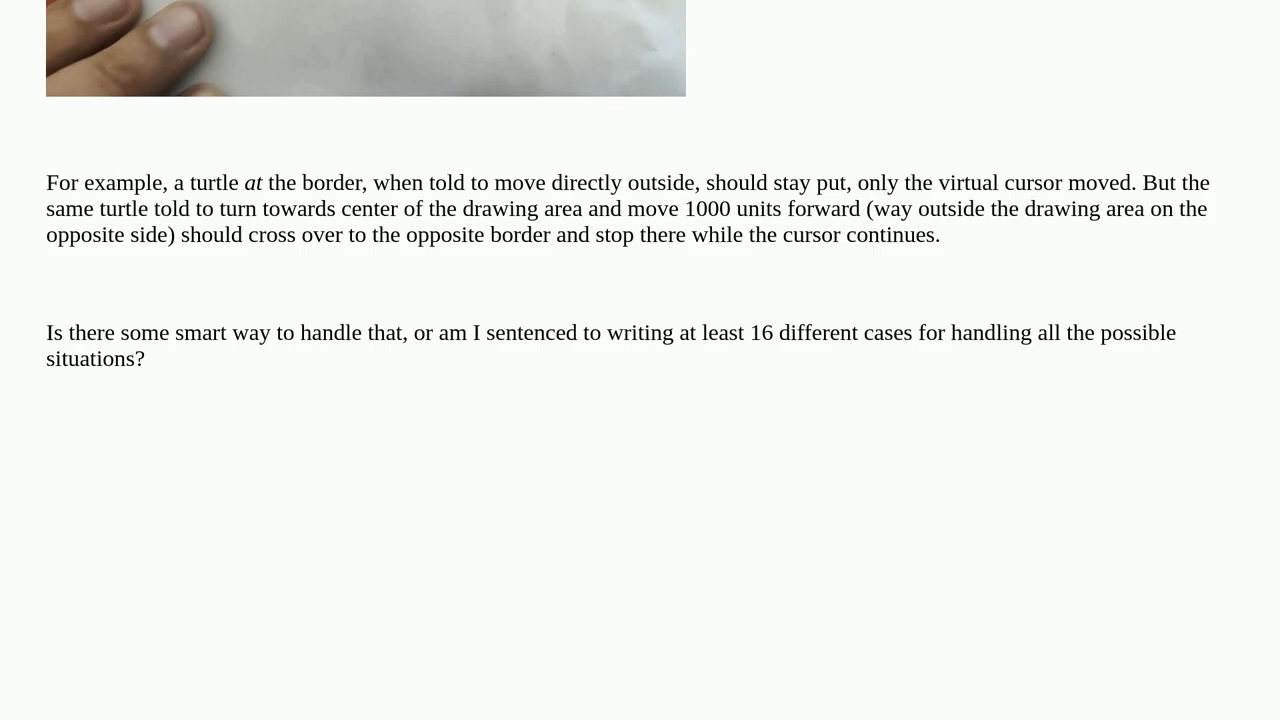 For example, a turtle at the border, when told to move directly outside, should stay put, only the virtual cursor moved. But the
same turtle told to turn towards center of the drawing area and move 1000 units forward (way outside the drawing area on the
opposite side) should cross over to the opposite border and stop there while the cursor continues.
Is there some smart way to handle that, or am I sentenced to writing at least 16 different cases for handling all the possible
situations?